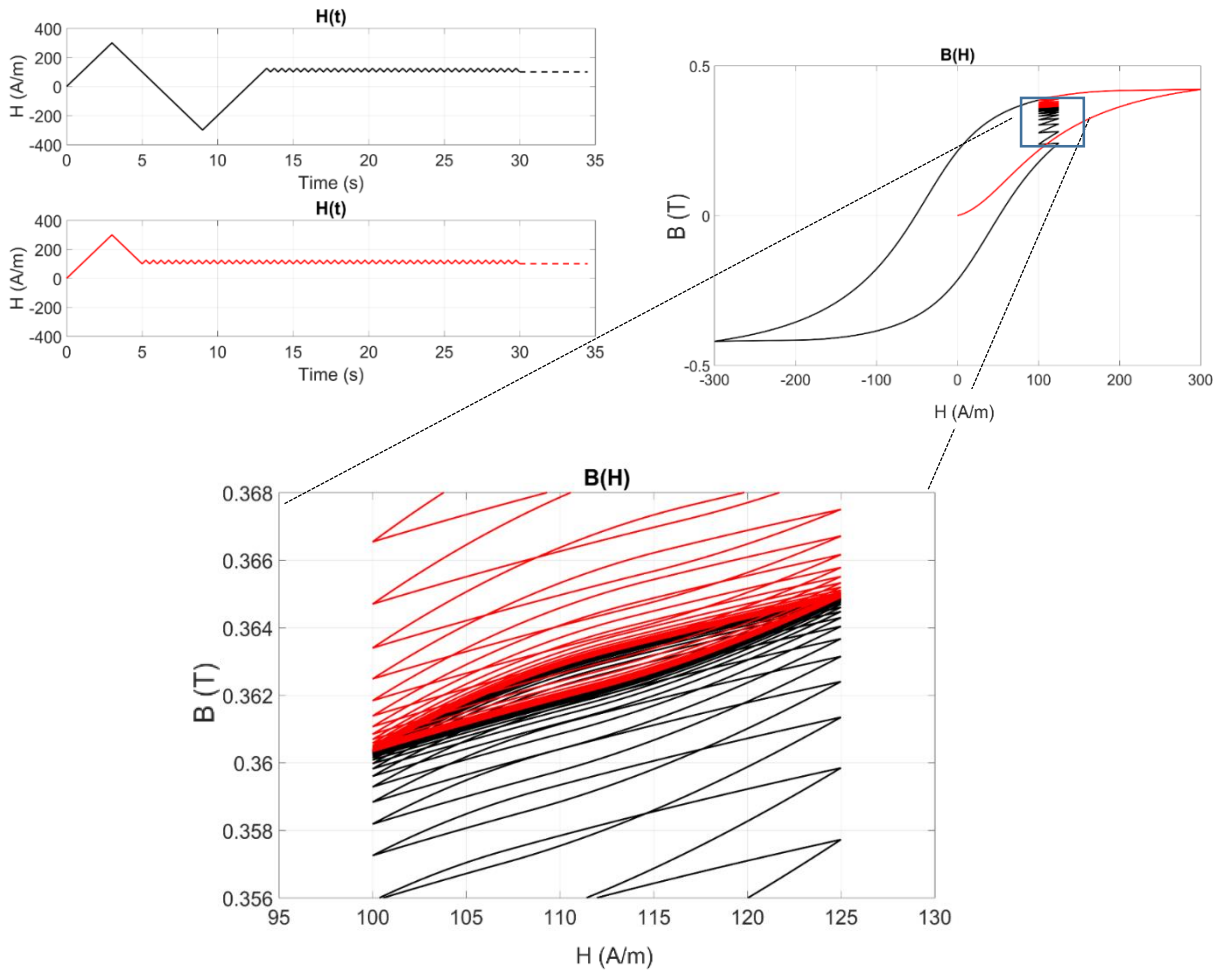 H(t)
H (A/m)
400
200
0
-200
-400
0 5 10 15 20 25 30 35
Time (s)
H(t)
H (A/m)
400
200
0
-200
-400
0 5 10 15 20 25 30 35
Time (s)
B(H)
B (T)
0.5
0
-0.5
-300 -200 -100 0 100 200 300
H (A/m)
B(H)
B (T)
0.368
0.366
0.364
0.362
0.36
0.358
0.356
95 100 105 110 115 120 125 130
H (A/m)